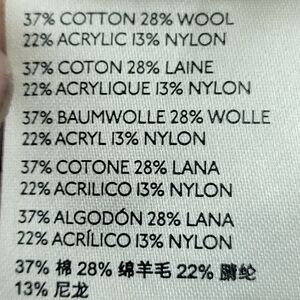 37% COTTON 28% WOOL
22% ACRYLIC 13% NYLON
37% COTON 28% LAINE
22% ACRYLIQUE 13% NYLON
37% BAUMWOLLE 28% WOLLE
22% ACRYL 13% NYLON
37% COTONE 28% LANA
22% ACRILICO 13% NYLON
37% ALGODÓN 28% LANA
22% ACRÍLICO 13% NYLON
37% 棉 28% 绵羊毛 22% 腈纶
13% 尼龙